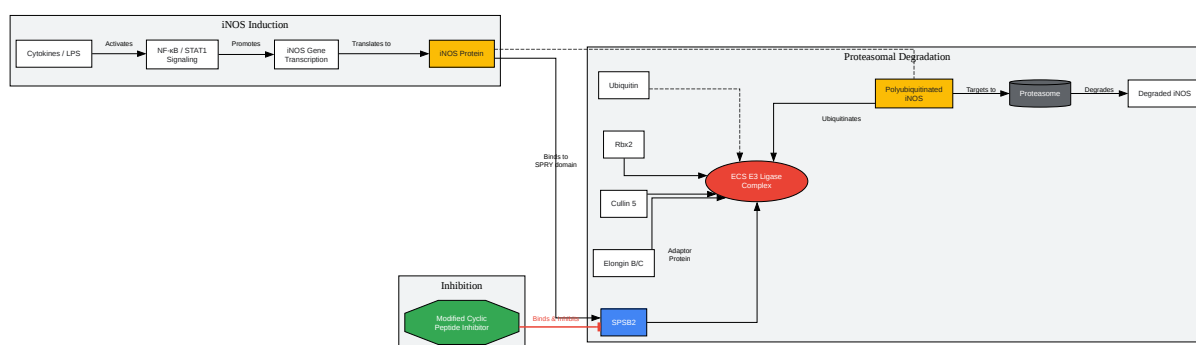 iNOS Induction
Cytokines / LPS
Activates
NF-κB / STAT1
Signaling
Promotes
iNOS Gene
Transcription
Translates to
iNOS Protein
Proteasomal Degradation
Ubiquitin
Polyubiquitinated
iNOS
Targets to
Proteasome
Degrades
Degraded iNOS
Ubiquitinates
Rbx2
Binds to
SPRY domain
ECS E3 Ligase
Complex
Cullin 5
Adaptor
Protein
Elongin B/C
Inhibition
Modified Cyclic
Peptide Inhibitor
Binds &
SPSB2